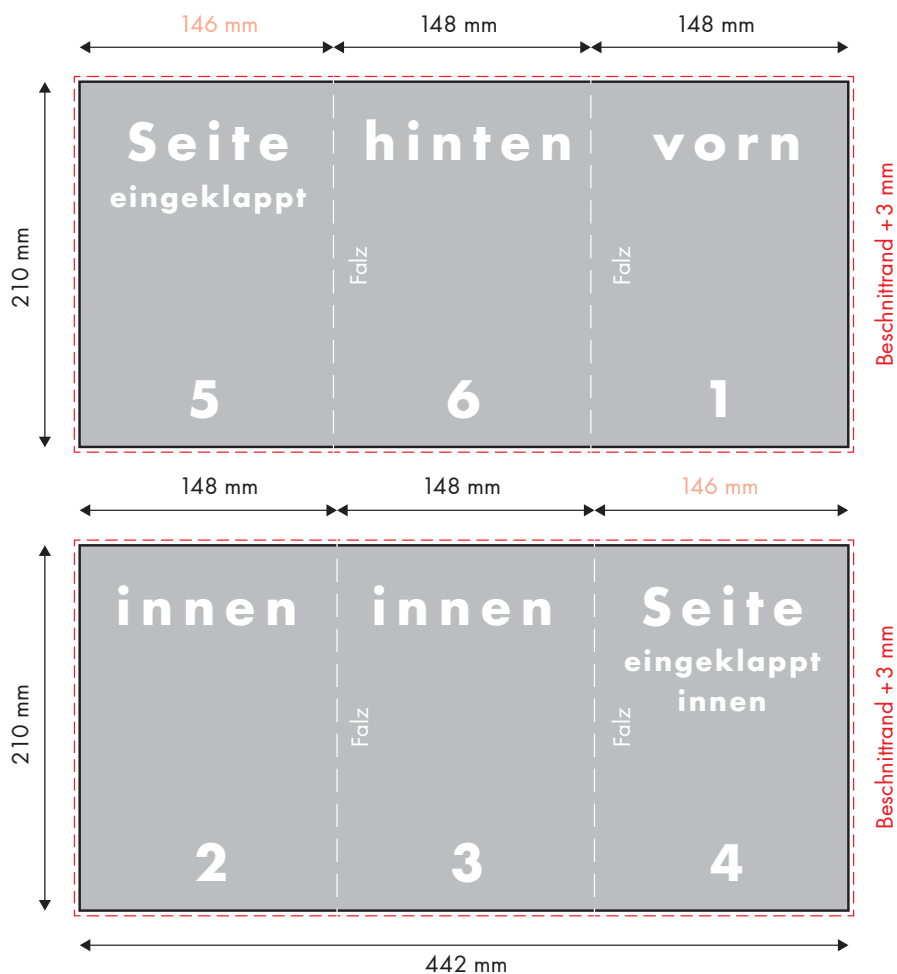 146 mm
148 mm
148 mm
210 mm
Seite
eingeklappt
hinten
vorn
Falz
Falz
5
6
1
Beschnittrand +3 mm
148 mm
148 mm
146 mm
210 mm
innen
innen
Seite
eingeklappt
innen
Falz
Falz
2
3
4
Beschnittrand +3 mm
442 mm